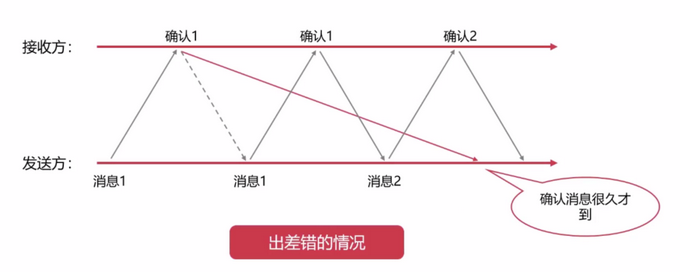 确认1 确认1 确认2
接收方：
发送方：
消息1 消息1 消息2
确认消息很久才
到
出差错的情况